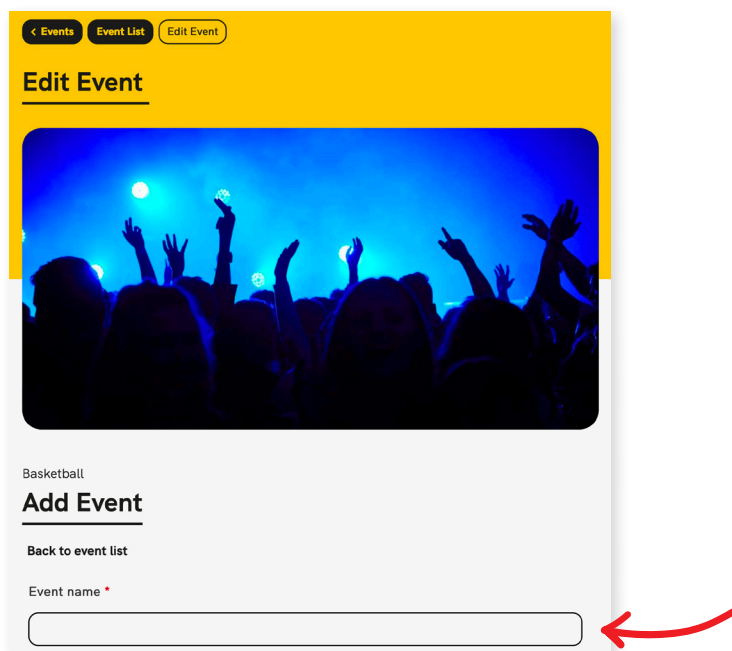 < Events Event List Edit Event
Edit Event
Basketball
Add Event
Back to event list
Event name *